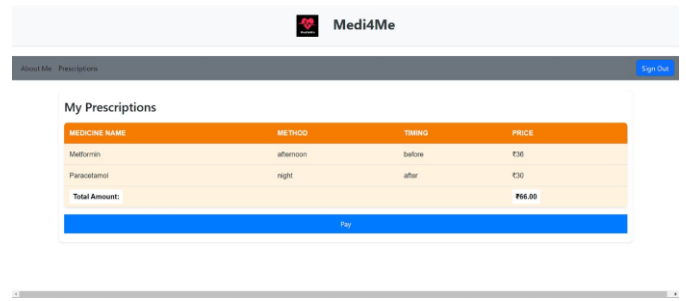 Medi4Me
About Me Prescriptions Sign Out
My Prescriptions
MEDICINE NAME METHOD TIMING PRICE
Metformin afternoon before ₹36
Paracetamol night after ₹30
Total Amount: ₹66.00
Pay